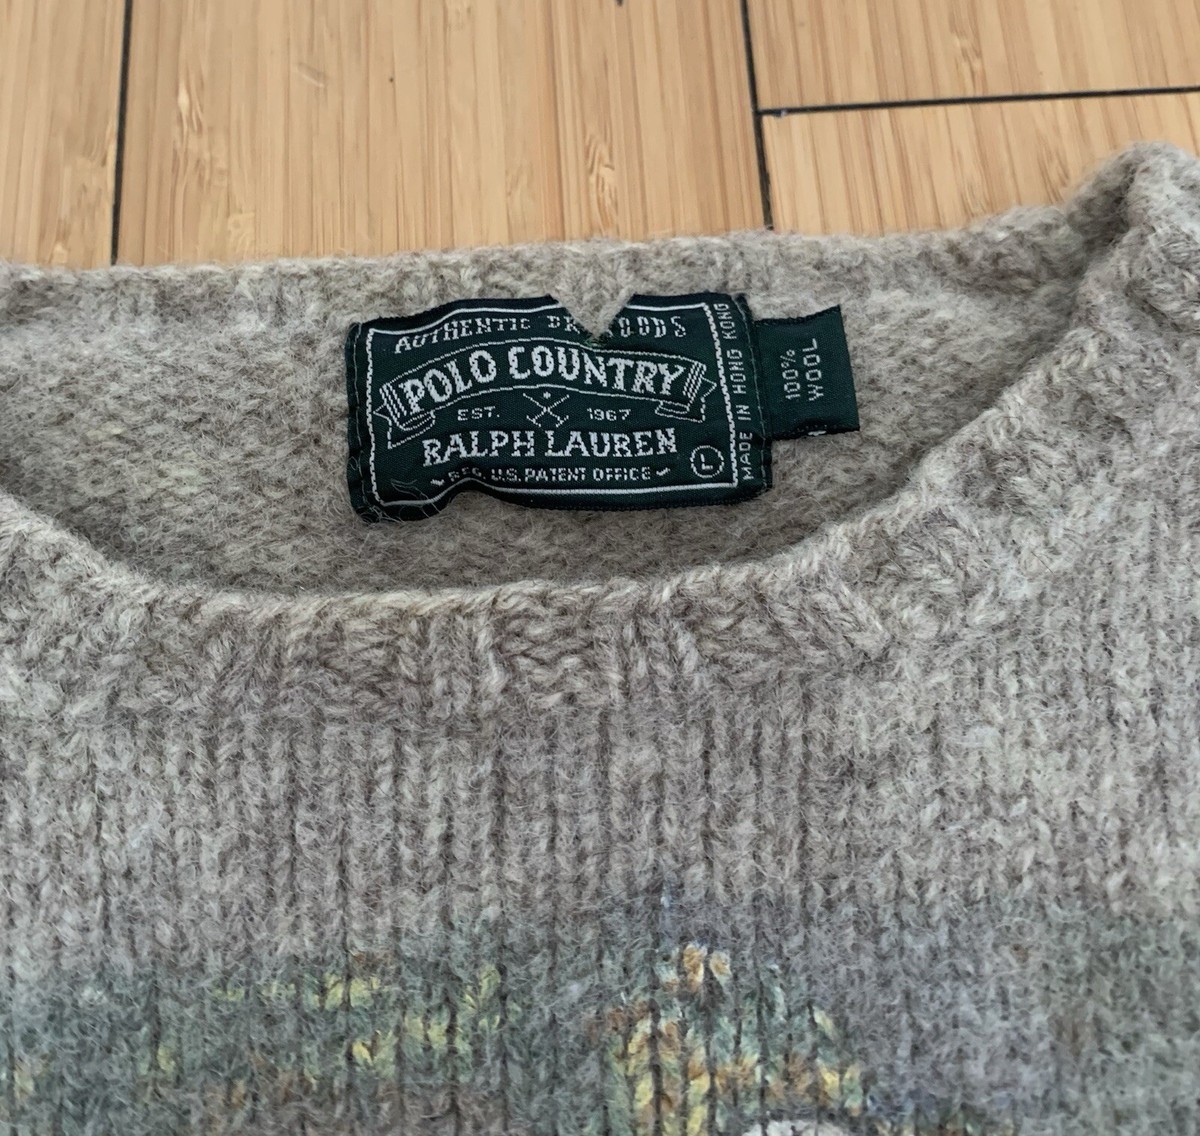 AUTHENTIC
POLO COUNTRY
EST. 1967
RALPH LAUREN
REG. U.S. PATENT OFFICE
L
MADE IN HONG KONG
100%
WOOL